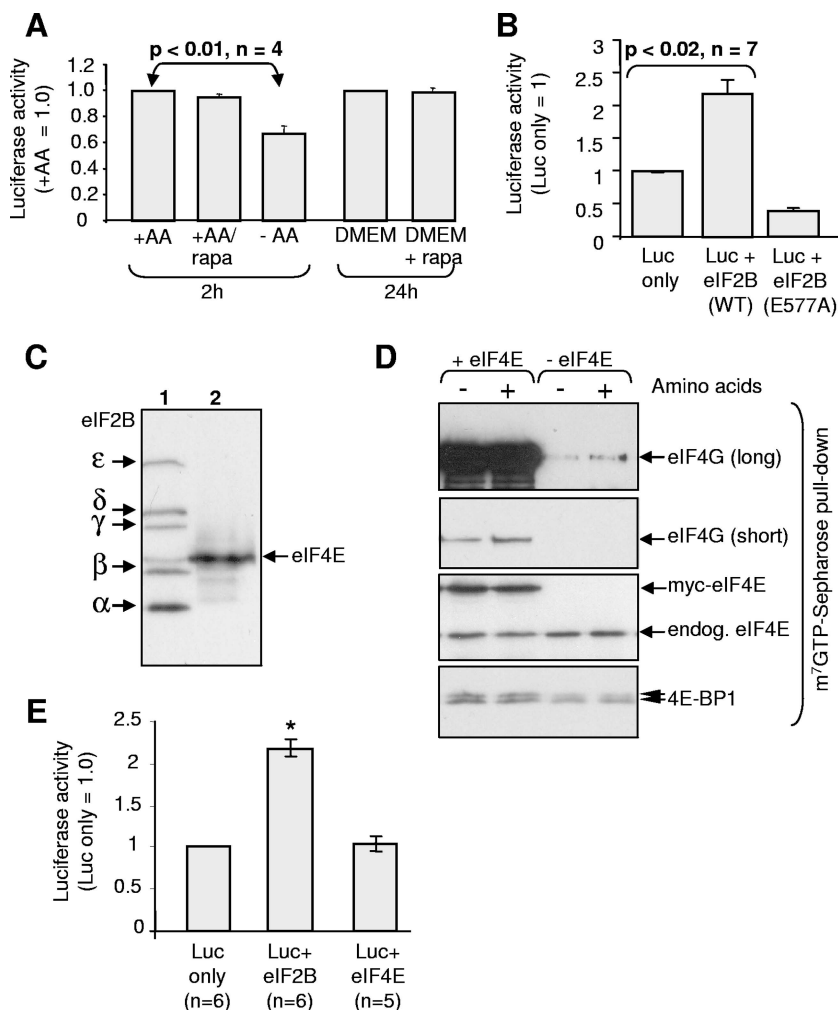 A
p < 0.01, n = 4
Luciferase activity
(+AA = 1.0)
1.2
1.0
0.8
0.6
0.4
0.2
0
+AA
+AA/
rapa
- AA
DMEM
DMEM
+ rapa
2h
24h
B
p < 0.02, n = 7
Luciferase activity
(Luc only = 1)
3
2.5
2
1.5
1
0.5
0
Luc
only
Luc +
eIF2B
(WT)
Luc +
eIF2B
(E577A)
C
1 2
eIF2B
ε
δ
γ
β
α
eIF4E
D
+ eIF4E - eIF4E
- + - + Amino acids
eIF4G (long)
eIF4G (short)
myc-eIF4E
endog. eIF4E
4E-BP1
m⁷GTP-Sepharose pull-down
E
Luciferase activity
(Luc only = 1.0)
2.5
2
1.5
1
0.5
0
*
Luc
only
(n=6)
Luc+
eIF2B
(n=6)
Luc+
eIF4E
(n=5)